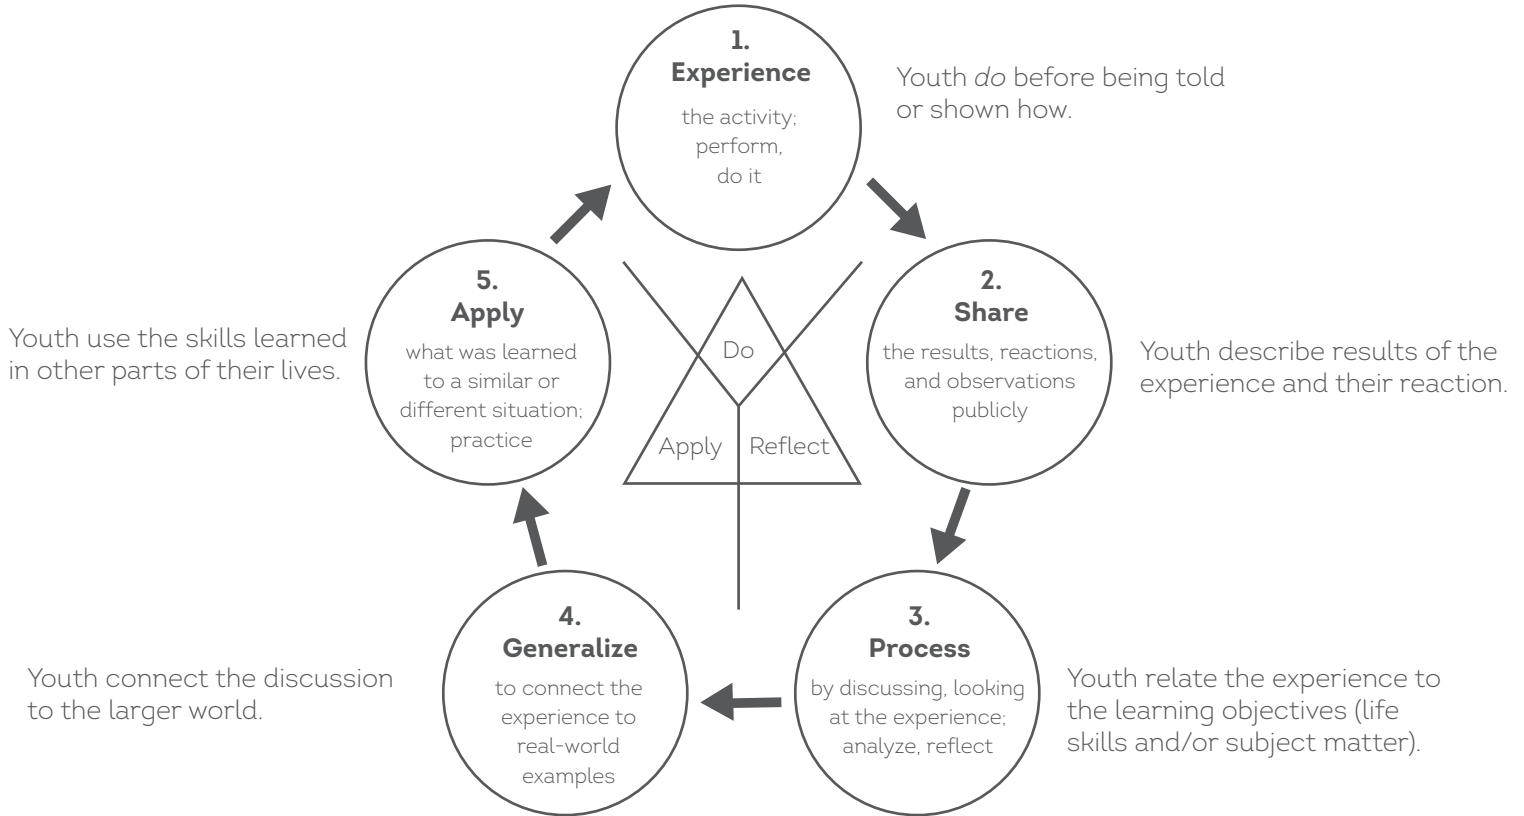 1.
Experience
the activity;
perform,
do it
Youth do before being told
or shown how.
2.
Share
the results, reactions,
and observations
publicly
Youth describe results of the
experience and their reaction.
3.
Process
by discussing, looking
at the experience;
analyze, reflect
Youth relate the experience to
the learning objectives (life
skills and/or subject matter).
4.
Generalize
to connect the
experience to
real-world
examples
Youth connect the discussion
to the larger world.
5.
Apply
what was learned
to a similar or
different situation;
practice
Youth use the skills learned
in other parts of their lives.
Do
Apply
Reflect